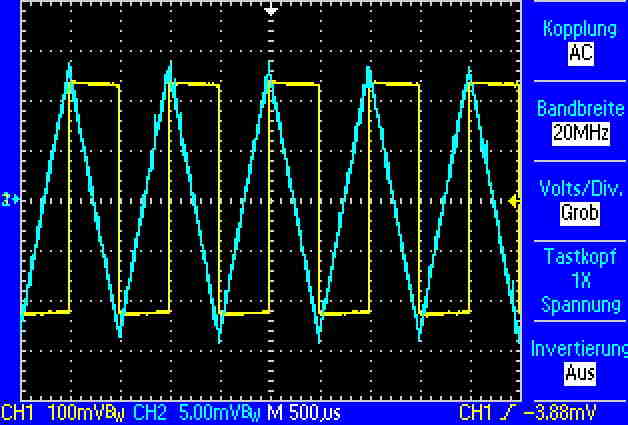 Kopplung
AC
Bandbreite
20MHz
Volts/Div.
Grob
Tastkopf
1X
Spannung
Invertierung
Aus
CH1 100mVBw CH2 5.00mVBw M 500µs CH1 -3.88mV